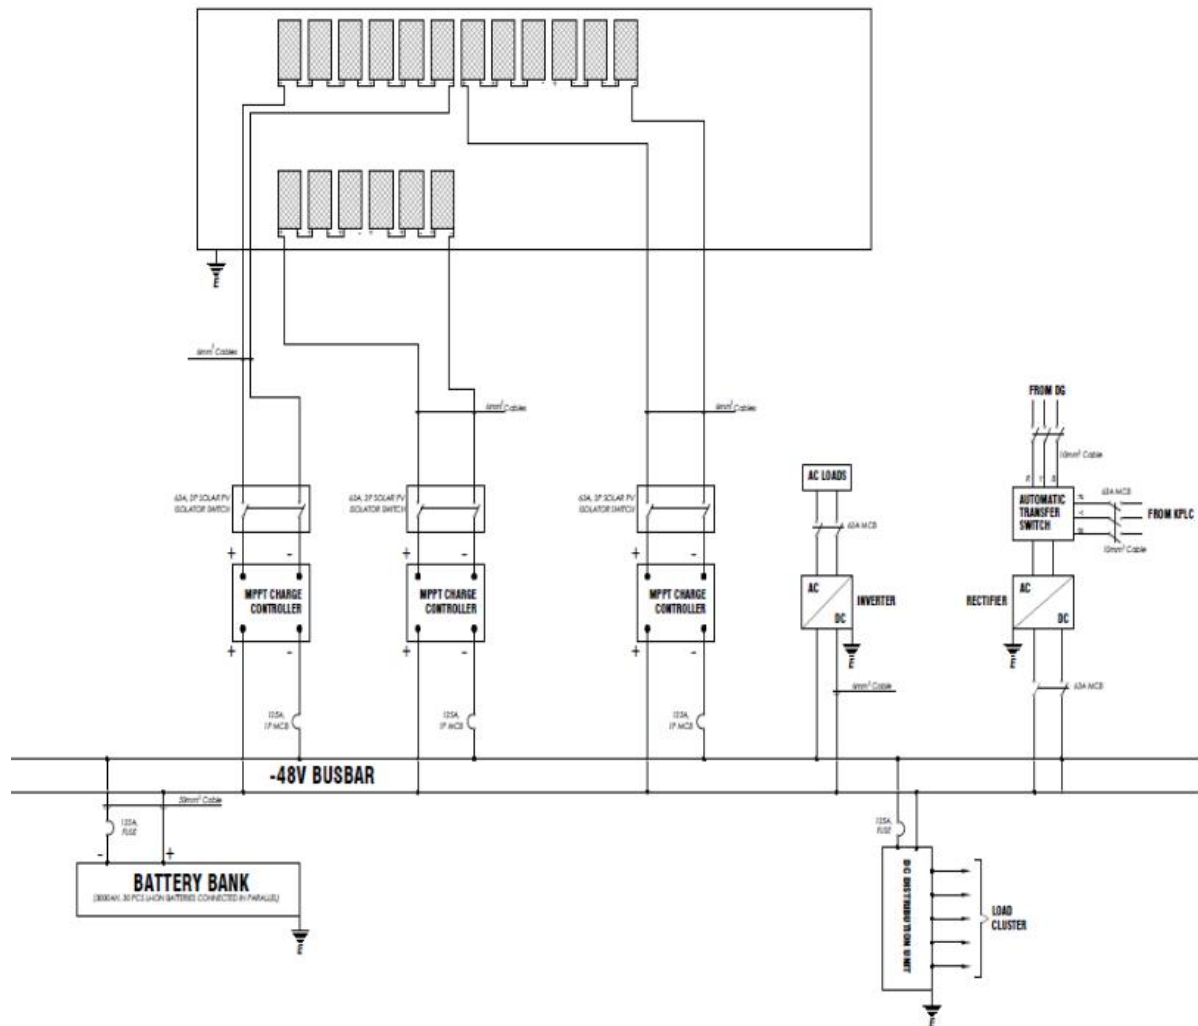 6mm² Cables
6mm² Cables
6mm² Cables
FROM DG
10mm² Cable
R Y B
63A, 2P SOLAR PV
ISOLATOR SWITCH
63A, 2P SOLAR PV
ISOLATOR SWITCH
63A, 2P SOLAR PV
ISOLATOR SWITCH
AC LOADS
AUTOMATIC
TRANSFER
SWITCH
63A MCB
FROM KPLC
10mm² Cable
63A MCB
+ -
+ -
+ -
MPPT CHARGE
CONTROLLER
MPPT CHARGE
CONTROLLER
MPPT CHARGE
CONTROLLER
AC
DC
INVERTER
RECTIFIER
AC
DC
+ -
+ -
+ -
6mm² Cable
63A MCB
125A,
1P MCB
125A,
1P MCB
125A,
1P MCB
-48V BUSBAR
125A,
FUSE
- +
125A,
FUSE
BATTERY BANK
DC DISTRIBUTION UNIT
LOAD
CLUSTER